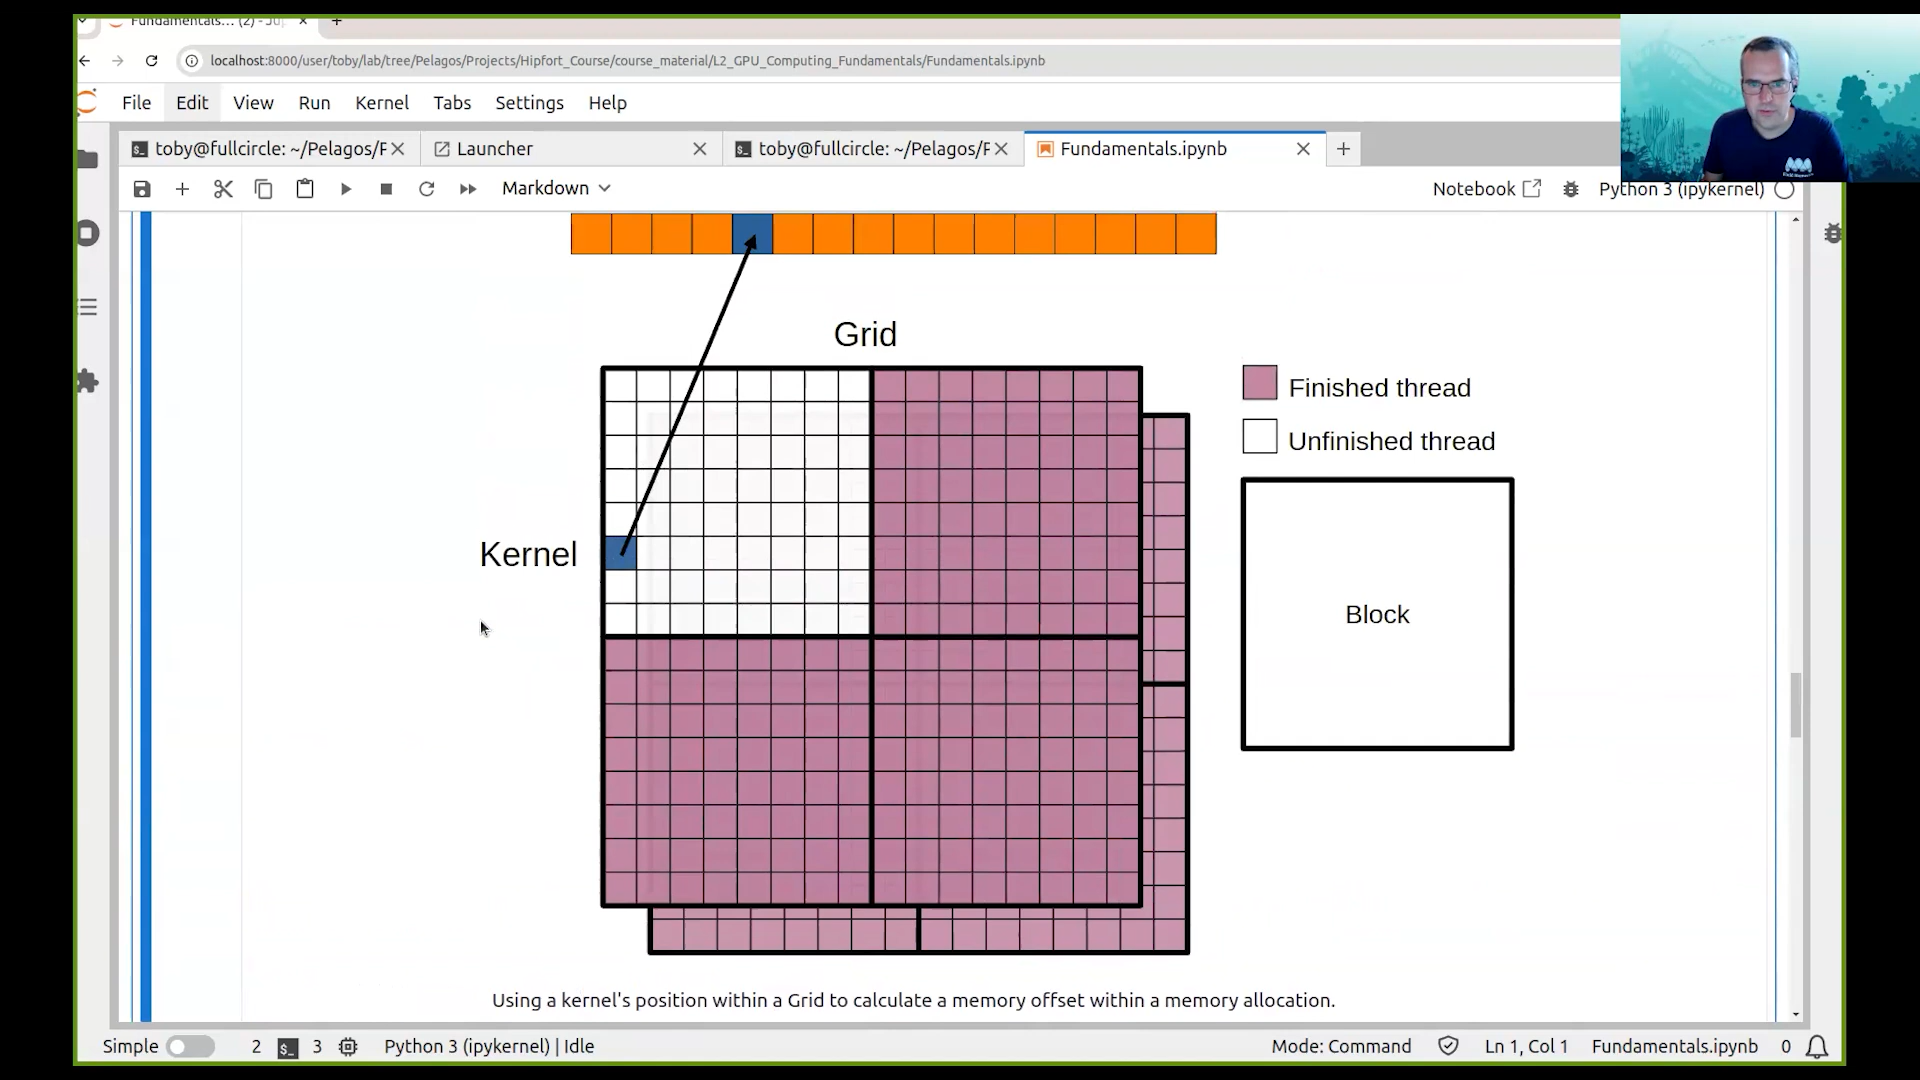 Fundamentals... (2) - Ju
localhost:8000/user/toby/lab/tree/Pelagos/Projects/Hipfort_Course/course_material/L2_GPU_Computing_Fundamentals/Fundamentals.ipynb
File Edit View Run Kernel Tabs Settings Help
toby@fullcircle: ~/Pelagos/F Launcher toby@fullcircle: ~/Pelagos/F Fundamentals.ipynb
Markdown Notebook Python 3 (ipykernel)
Grid
Finished thread
Unfinished thread
Kernel
Block
Using a kernel's position within a Grid to calculate a memory offset within a memory allocation.
Simple 2 $_ 3 Python 3 (ipykernel) | Idle Mode: Command Ln 1, Col 1 Fundamentals.ipynb 0